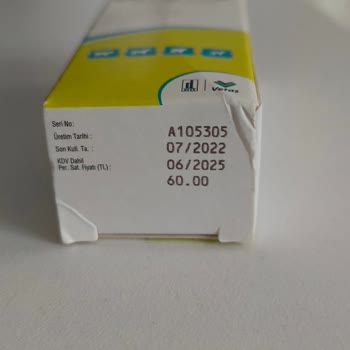 Vetaş
Seri No:
A105305
Üretim Tarihi :
07/2022
Son Kull. Ta. :
06/2025
KDV Dahil
Per. Sat. Fiyatı (TL) :
60.00